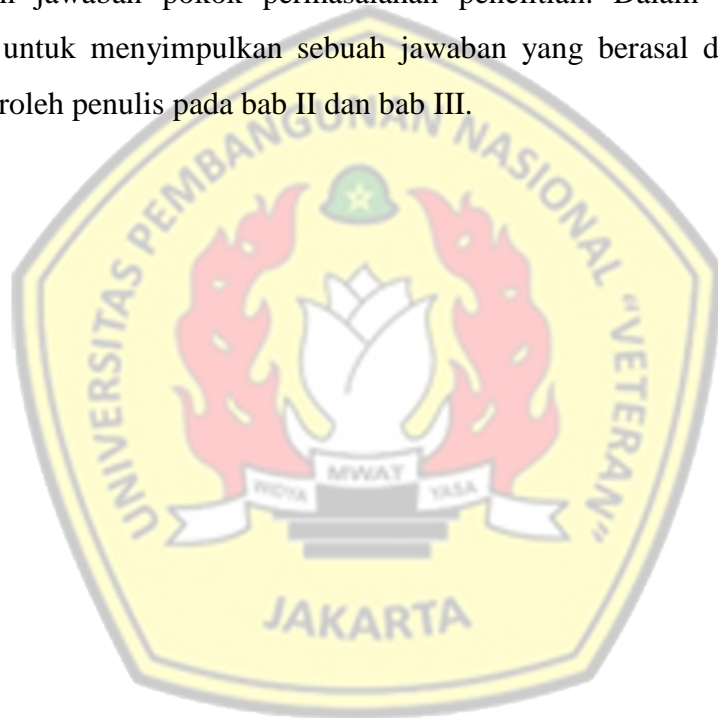 jawaban pokok permasalahan penelitian. Dalam
untuk menyimpulkan sebuah jawaban yang berasal
penulis pada bab II dan bab III.
UNIVERSITAS PEMBANGUNAN NASIONAL "VETERAN"
WIDYA MWAT YASA
JAKARTA